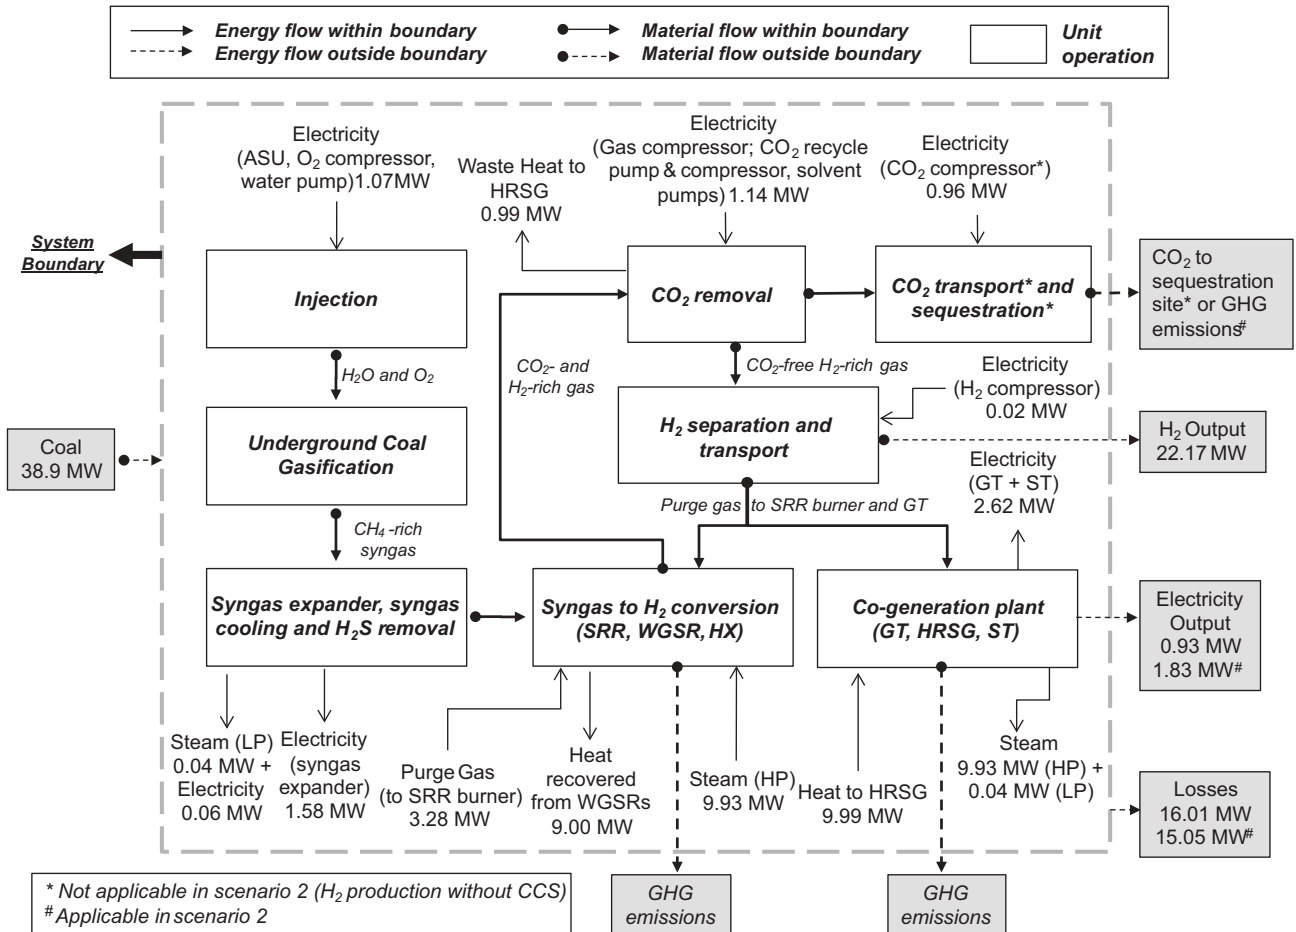 Energy flow within boundary
Energy flow outside boundary
Material flow within boundary
Material flow outside boundary
Unit
operation
Electricity
(ASU, O₂ compressor,
water pump)1.07MW
Waste Heat to
HRSG
0.99 MW
Electricity
(Gas compressor; CO₂ recycle
pump & compressor, solvent
pumps) 1.14 MW
Electricity
(CO₂ compressor*)
0.96 MW
System
Boundary
Injection
CO₂ removal
CO₂ transport* and
sequestration*
CO₂ to
sequestration
site* or GHG
emissions#
H₂O and O₂
CO₂- and
H₂-rich gas
CO₂-free H₂-rich gas
Electricity
(H₂ compressor)
0.02 MW
Coal
38.9 MW
Underground Coal
Gasification
H₂ separation and
transport
H₂ Output
22.17 MW
Electricity
(GT + ST)
2.62 MW
CH₄ -rich
syngas
Purge gas to SRR burner and GT
Syngas expander, syngas
cooling and H₂S removal
Syngas to H₂ conversion
(SRR, WGSR, HX)
Co-generation plant
(GT, HRSG, ST)
Electricity
Output
0.93 MW
1.83 MW#
Steam (LP)
0.04 MW +
Electricity
0.06 MW
Electricity
(syngas
expander)
1.58 MW
Purge Gas
(to SRR burner)
3.28 MW
Heat
recovered
from WGSRs
9.00 MW
Steam (HP)
9.93 MW
Heat to HRSG
9.99 MW
Steam
9.93 MW (HP) +
0.04 MW (LP)
Losses
16.01 MW
15.05 MW#
* Not applicable in scenario 2 (H₂ production without CCS)
# Applicable in scenario 2
GHG
emissions
GHG
emissions